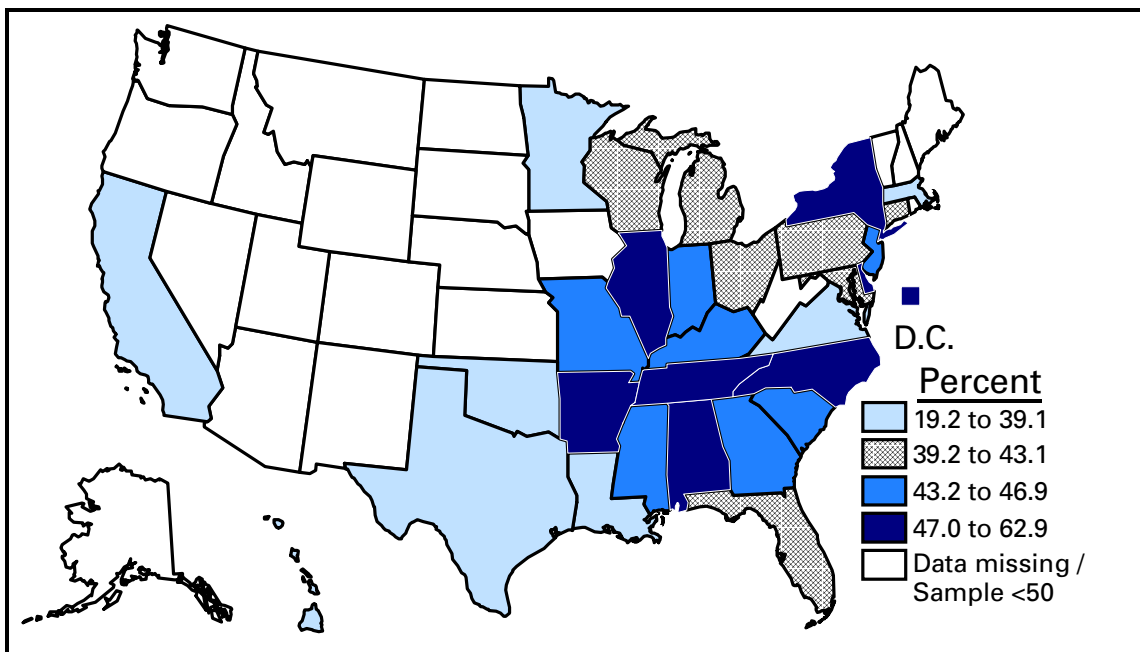 D.C.
Percent
19.2 to 39.1
39.2 to 43.1
43.2 to 46.9
47.0 to 62.9
Data missing /
Sample <50